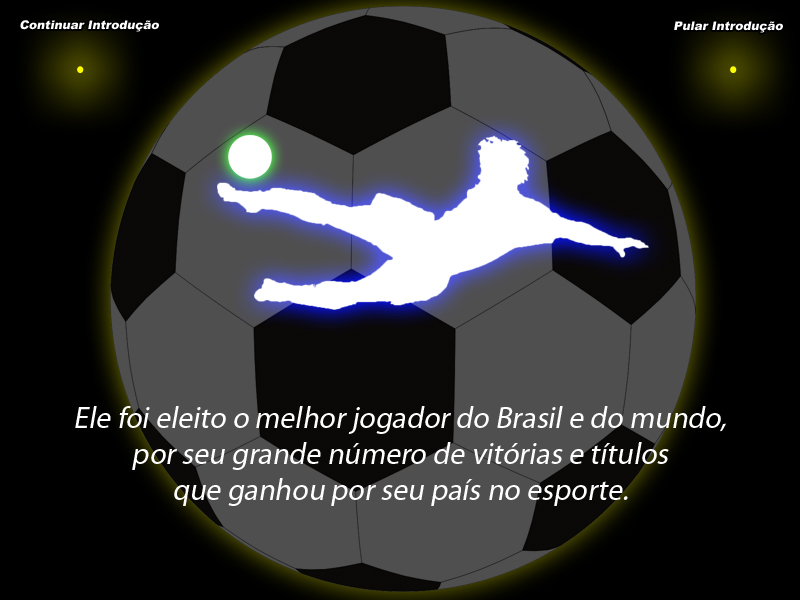 Continuar Introdução
Pular Introdução
Ele foi eleito o melhor jogador do Brasil e do mundo,
por seu grande número de vitórias e títulos
que ganhou por seu país no esporte.